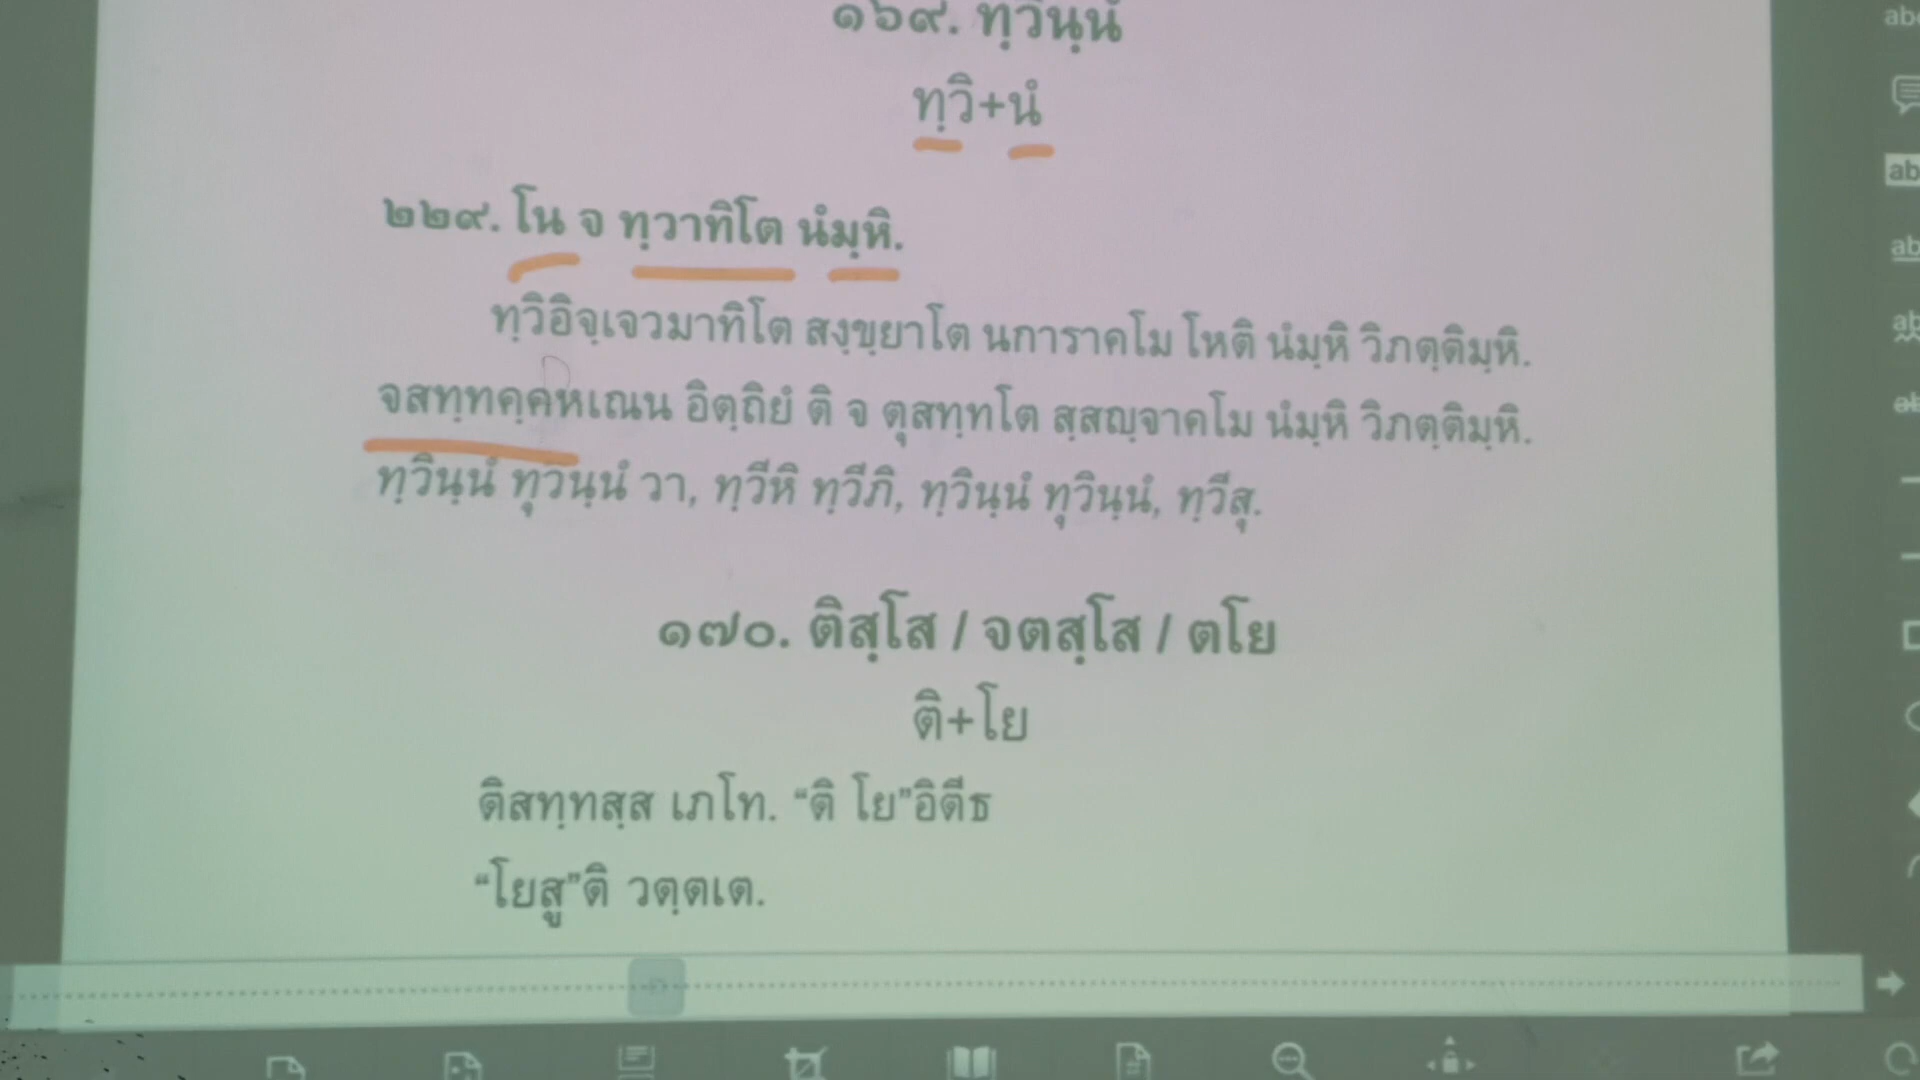 ๑๖๙. ทฺวินฺนํ
ทฺวิ+นํ
๒๒๙. โน จ ทฺวาทิโต นํมฺหิ.
ทฺวิอิจฺเจวมาทิโต สงฺขฺยาโต นการาคโม โหติ นํมฺหิ วิภตฺติมฺหิ.
จสทฺทคฺคหเณน อิตฺถิยํ ติ จ ตุสทฺทโต สฺสญฺจาคโม นํมฺหิ วิภตฺติมฺหิ.
ทฺวินฺนํ ทุวินฺนํ วา, ทฺวีหิ ทฺวีภิ, ทฺวินฺนํ ทุวินฺนํ, ทฺวีสุ.
๑๗๐. ติสฺโส / จตสฺโส / ตโย
ติ+โย
ติสทฺทสฺส เภโท. “ติ โย”อิตีธ
“โยสู”ติ วตฺตเต.